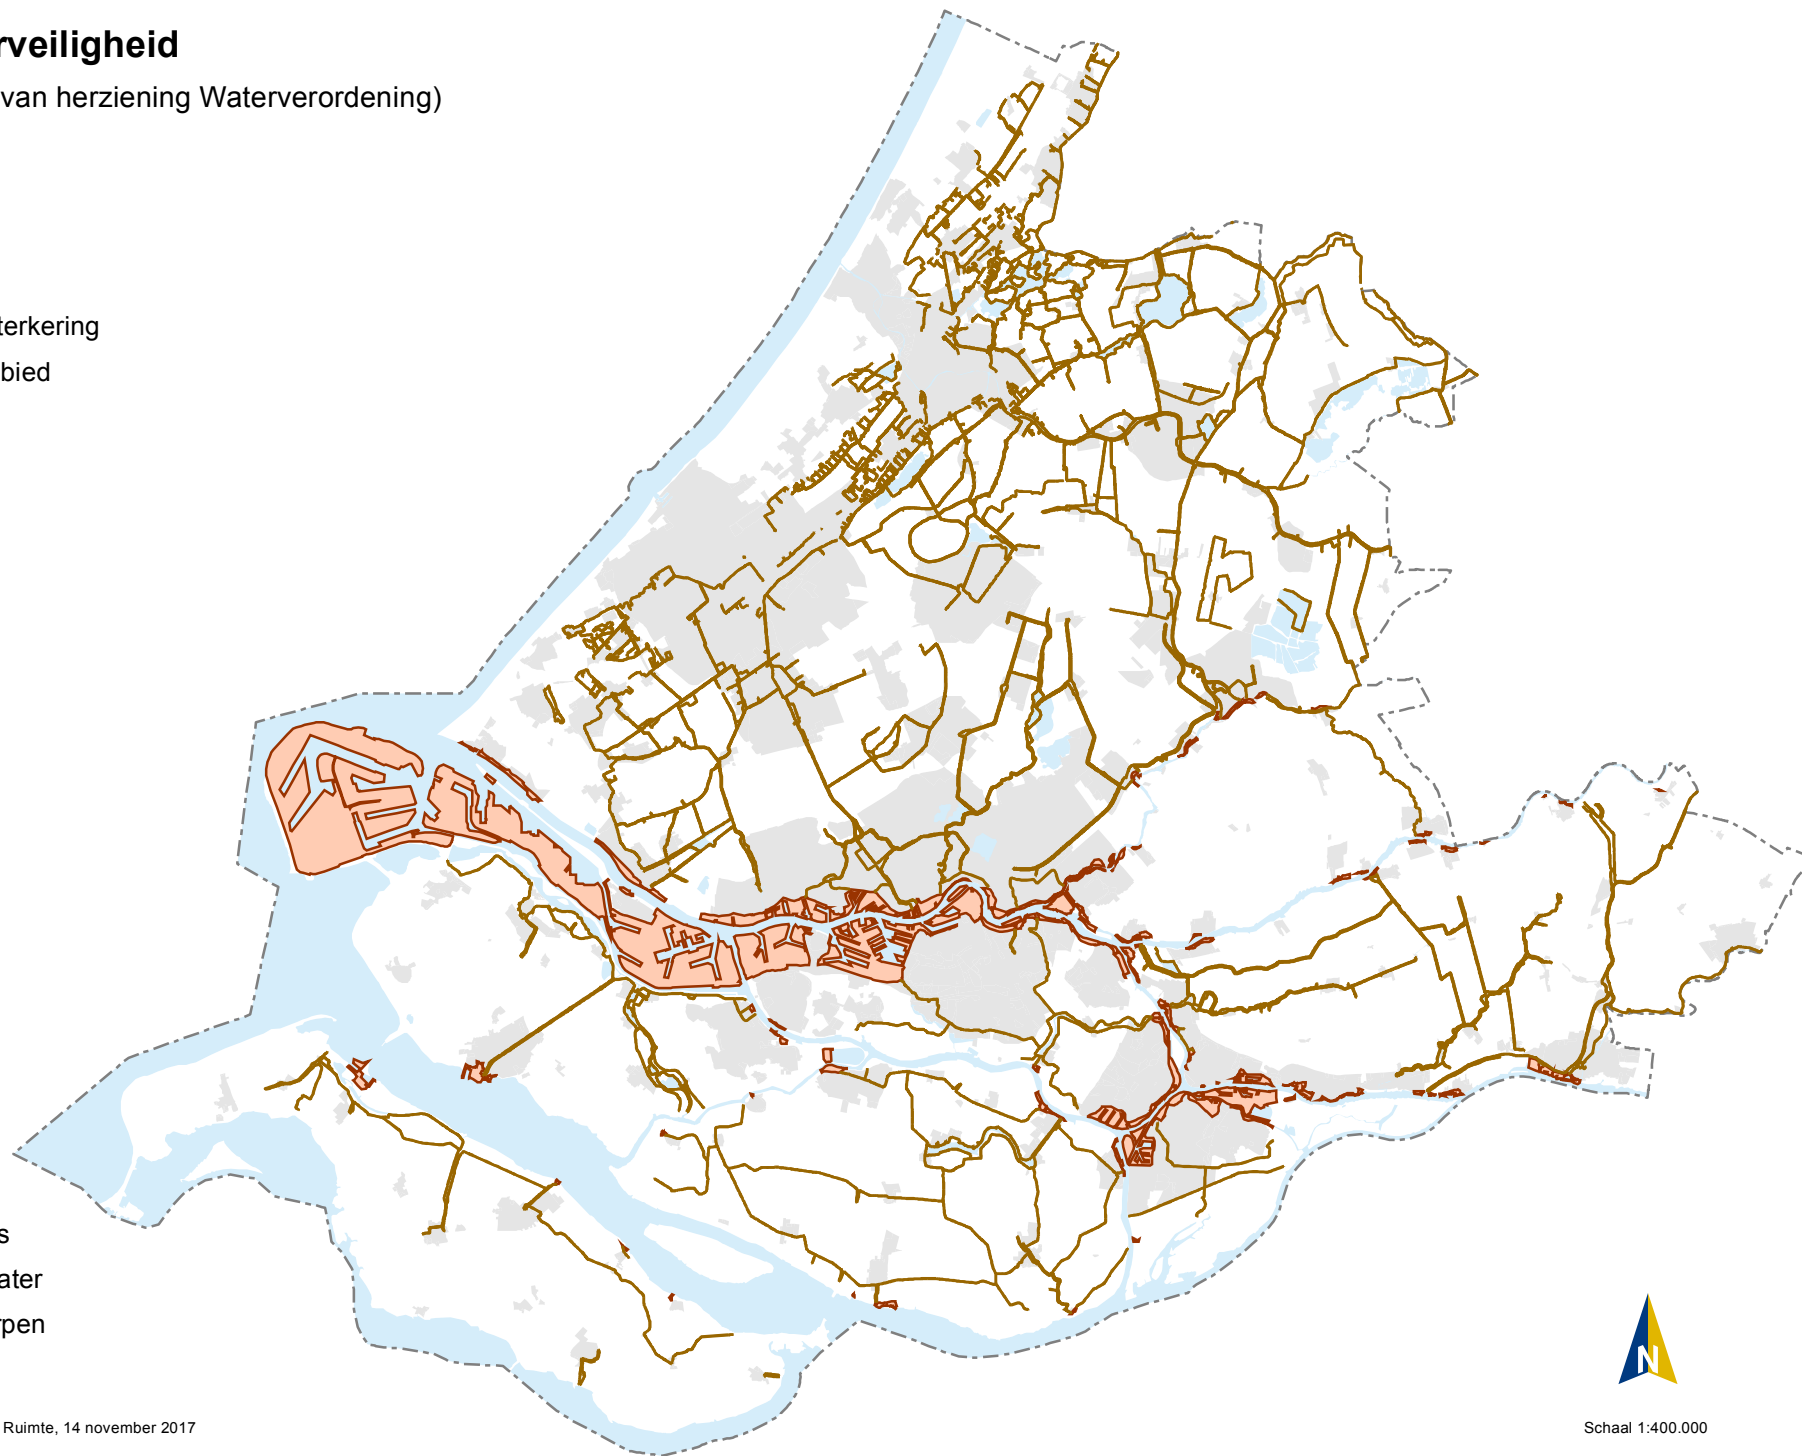 rveiligheid
van herziening Waterverordening)
terkering
bied
s
ater
rpen
N
Ruimte, 14 november 2017
Schaal 1:400.000